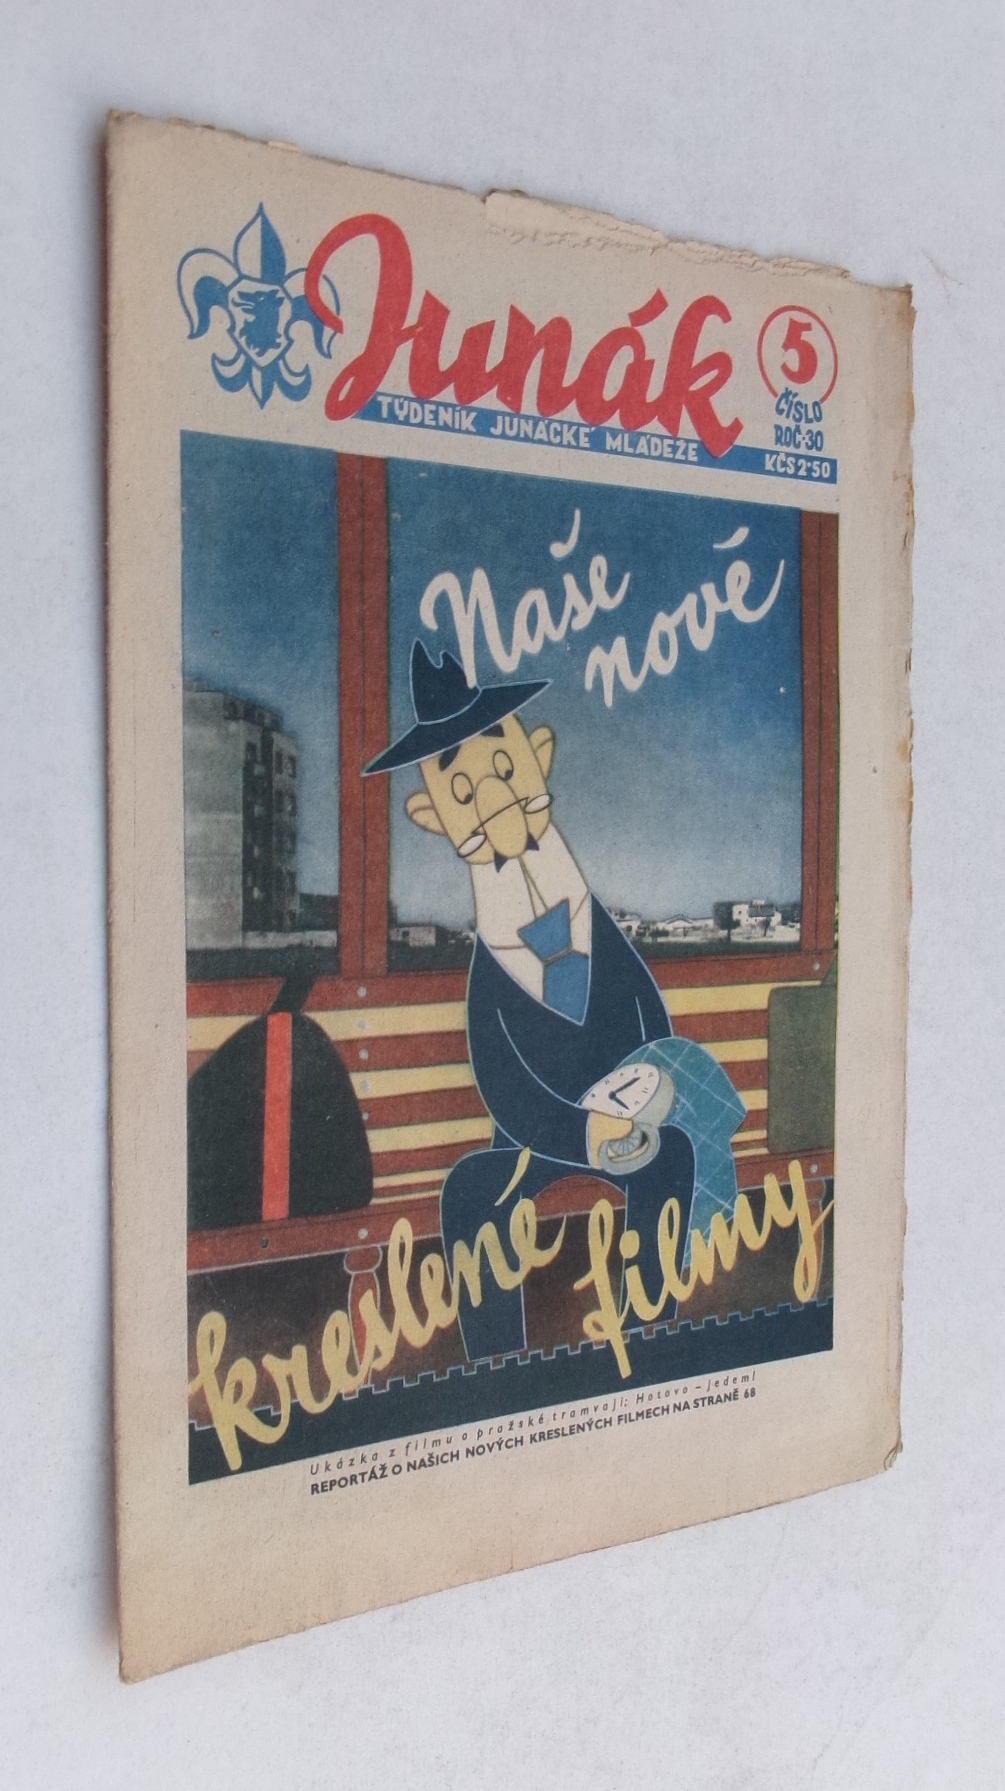 Junák
5
ČÍSLO
ROČ·30
TÝDENÍK JUNÁCKÉ MLÁDEŽE
KČS 2·50
Naše
nové
kreslené filmy
Ukázka z filmu o pražské tramvaji: Hotovo – jedem!
REPORTÁŽ O NAŠICH NOVÝCH KRESLENÝCH FILMECH NA STRANĚ 68